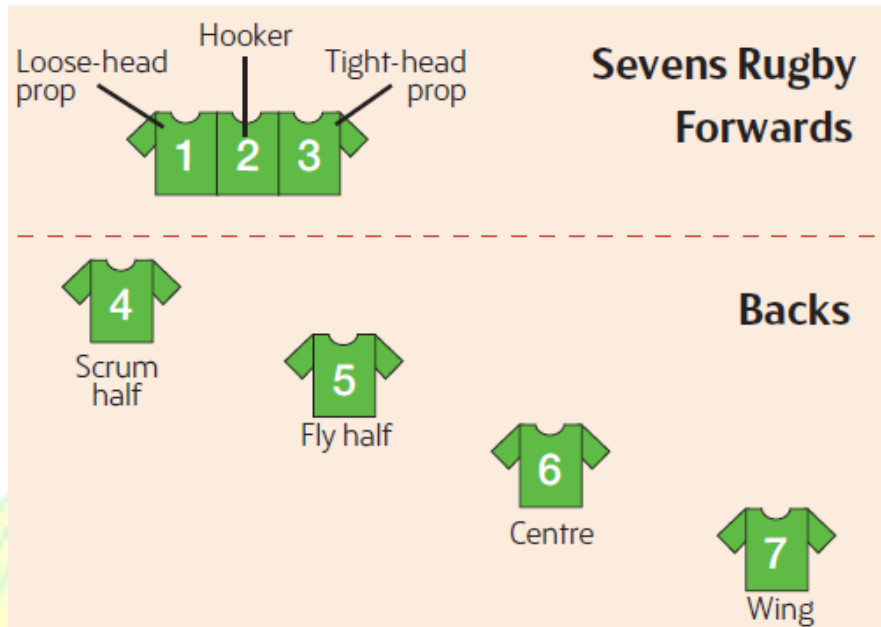 Hooker
Loose-head
prop
Tight-head
prop
Sevens Rugby
Forwards
1 2 3
4
Scrum
half
Backs
5
Fly half
6
Centre
7
Wing